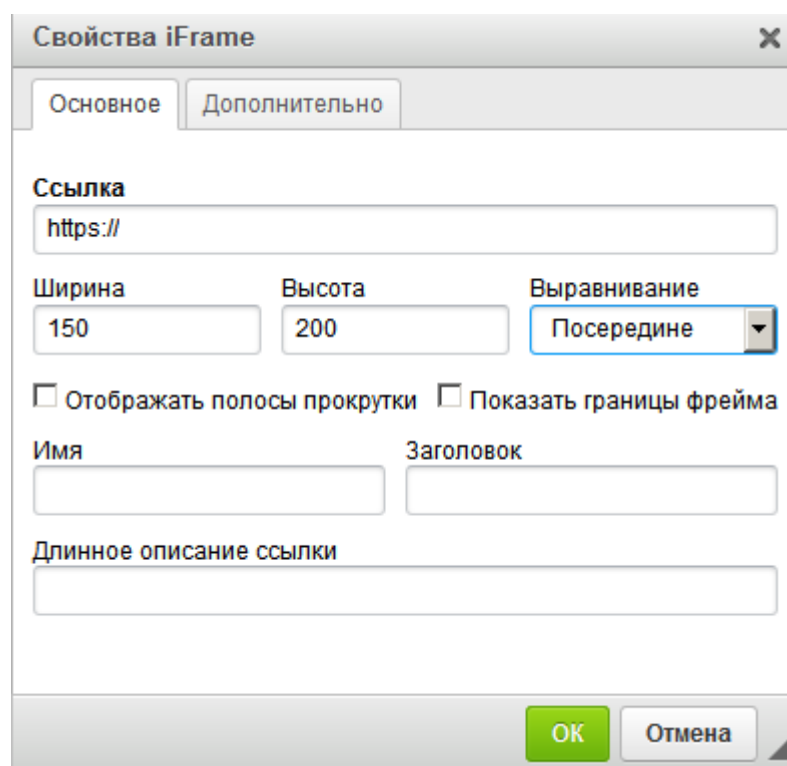 Свойства iFrame
Основное Дополнительно
Ссылка
https://
Ширина Высота Выравнивание
150 200 Посередине
Отображать полосы прокрутки Показать границы фрейма
Имя Заголовок
Длинное описание ссылки
ОК Отмена